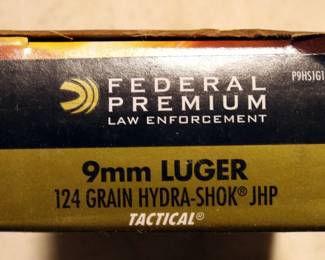 P9HS1G1
FEDERAL
PREMIUM
LAW ENFORCEMENT
9mm LUGER
124 GRAIN HYDRA-SHOK® JHP
TACTICAL®